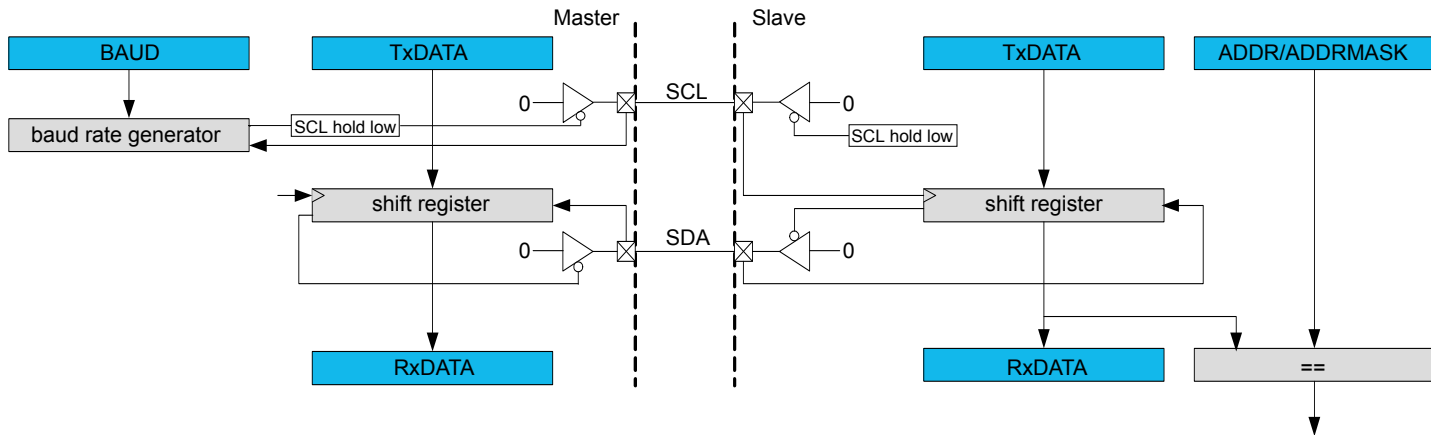 Master
Slave
BAUD
TxDATA
TxDATA
ADDR/ADDRMASK
0
SCL
0
baud rate generator
SCL hold low
SCL hold low
shift register
shift register
0
SDA
0
RxDATA
RxDATA
==